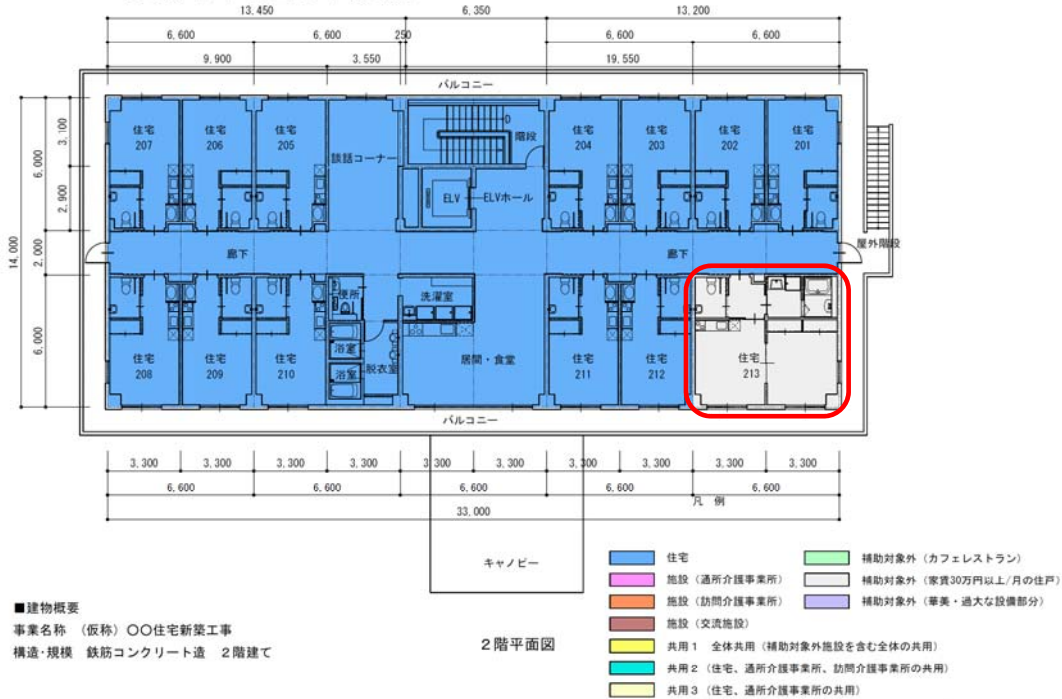 13,450 6,350 13,200
6,600 6,600 250 6,600 6,600
9,900 3,550 19,550
バルコニー
住宅 207
住宅 206
住宅 205
談話コーナー
階段
D
ELV
ELVホール
住宅 204
住宅 203
住宅 202
住宅 201
14,000
6,000
3,100
2,900
2,000
6,000
廊下
廊下
屋外階段
便所
洗濯室
浴室
浴室
脱衣室
居間・食堂
住宅 208
住宅 209
住宅 210
住宅 211
住宅 212
住宅 213
バルコニー
3,300 3,300 3,300 3,300 3,300 3,300 3,300 3,300 3,300 3,300
6,600 6,600 6,600 6,600 6,600
33,000
キャノピー
凡 例
住宅
施設（通所介護事業所）
施設（訪問介護事業所）
施設（交流施設）
共用１ 全体共用（補助対象外施設を含む全体の共用）
共用２（住宅、通所介護事業所、訪問介護事業所の共用）
共用３（住宅、通所介護事業所の共用）
補助対象外（カフェレストラン）
補助対象外（家賃30万円以上/月の住戸）
補助対象外（華美・過大な設備部分）
２階平面図
■建物概要
事業名称 （仮称）〇〇住宅新築工事
構造・規模 鉄筋コンクリート造 ２階建て